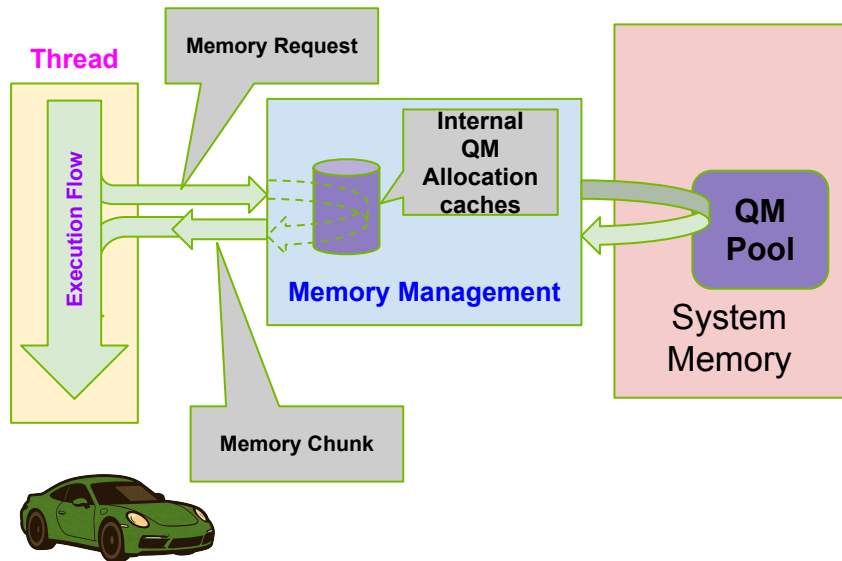 Memory Request
Thread
Execution Flow
Internal
QM
Allocation
caches
Memory Management
QM
Pool
System
Memory
Memory Chunk